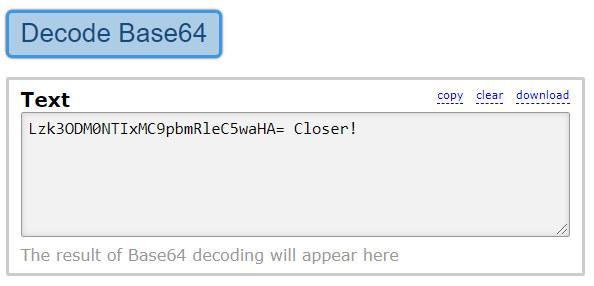 Decode Base64
Text
copy clear download
Lzk3ODM0NTIxMC9pbmRleC5waHA= Closer!
The result of Base64 decoding will appear here